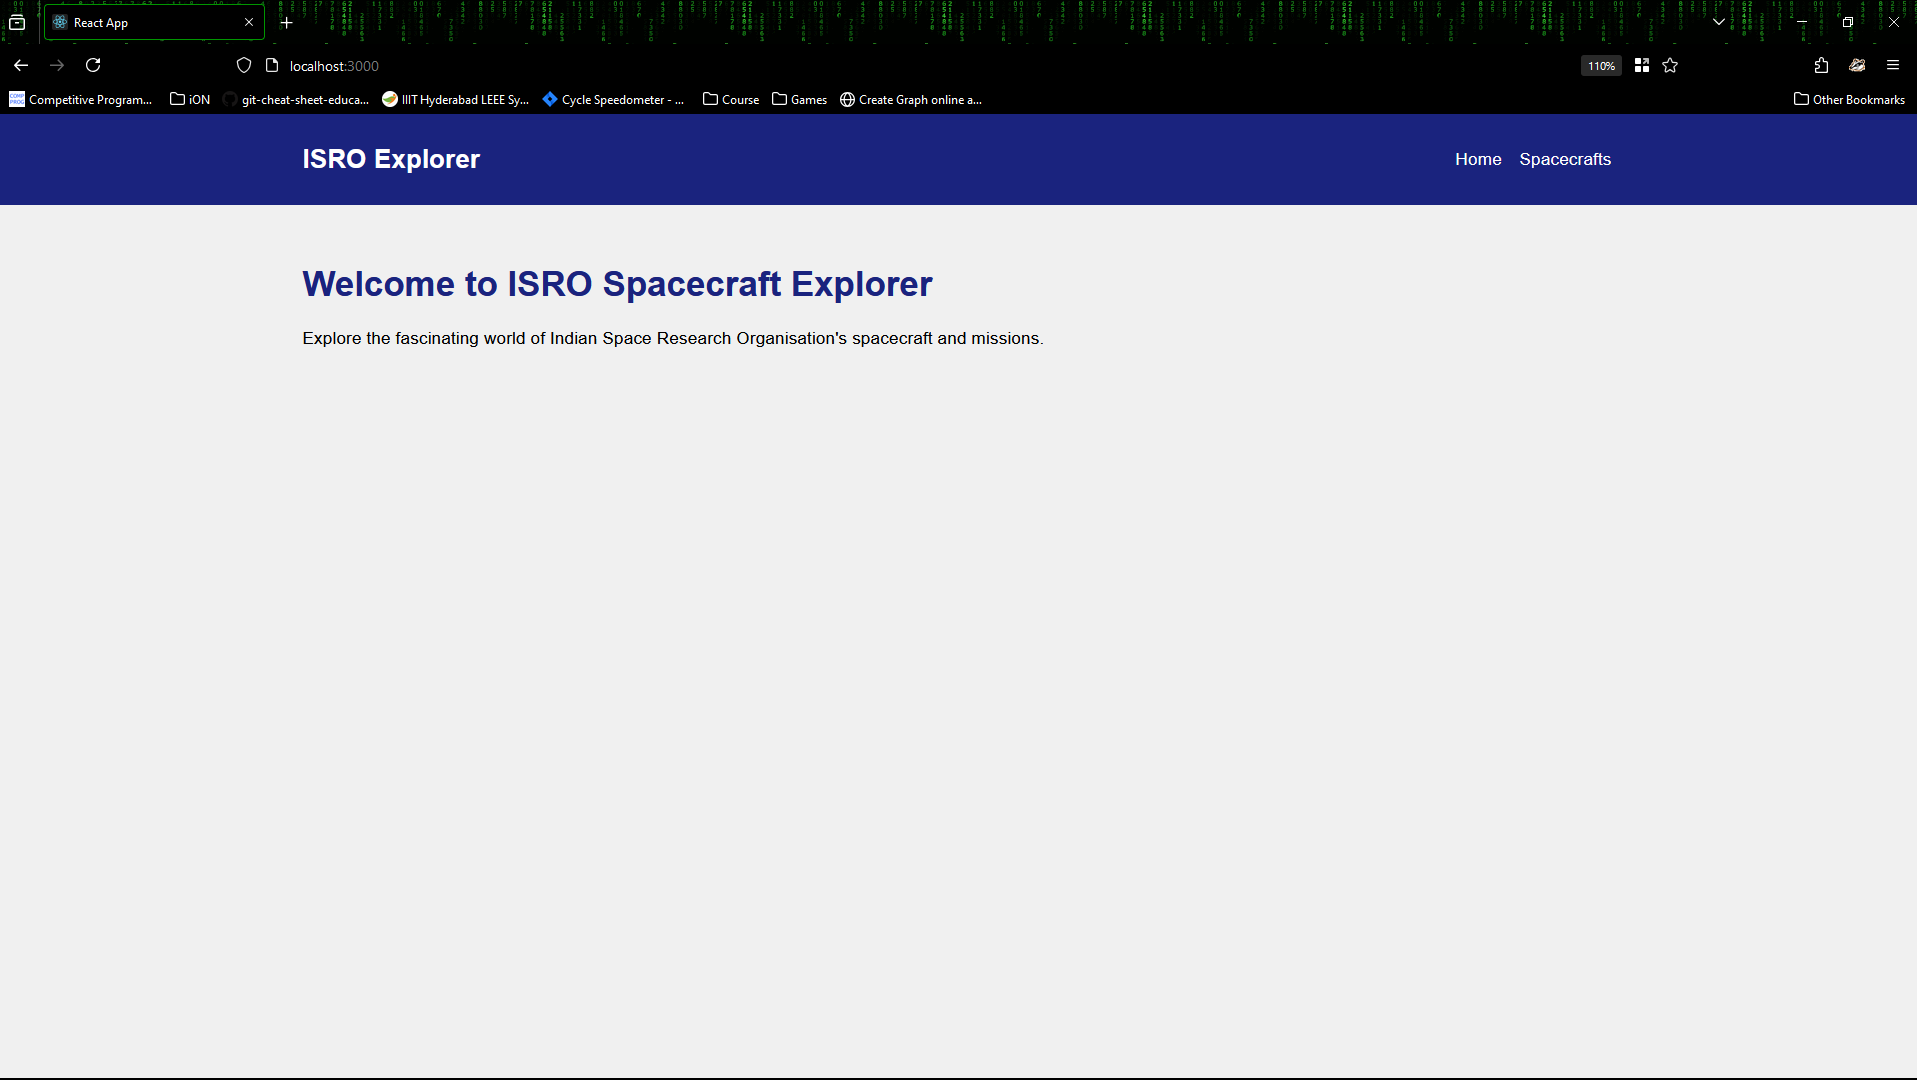 React App
localhost:3000
110%
Competitive Program...
iON
git-cheat-sheet-educa...
IIIT Hyderabad LEEE Sy...
Cycle Speedometer - ...
Course
Games
Create Graph online a...
Other Bookmarks
ISRO Explorer
Home
Spacecrafts
Welcome to ISRO Spacecraft Explorer
Explore the fascinating world of Indian Space Research Organisation's spacecraft and missions.